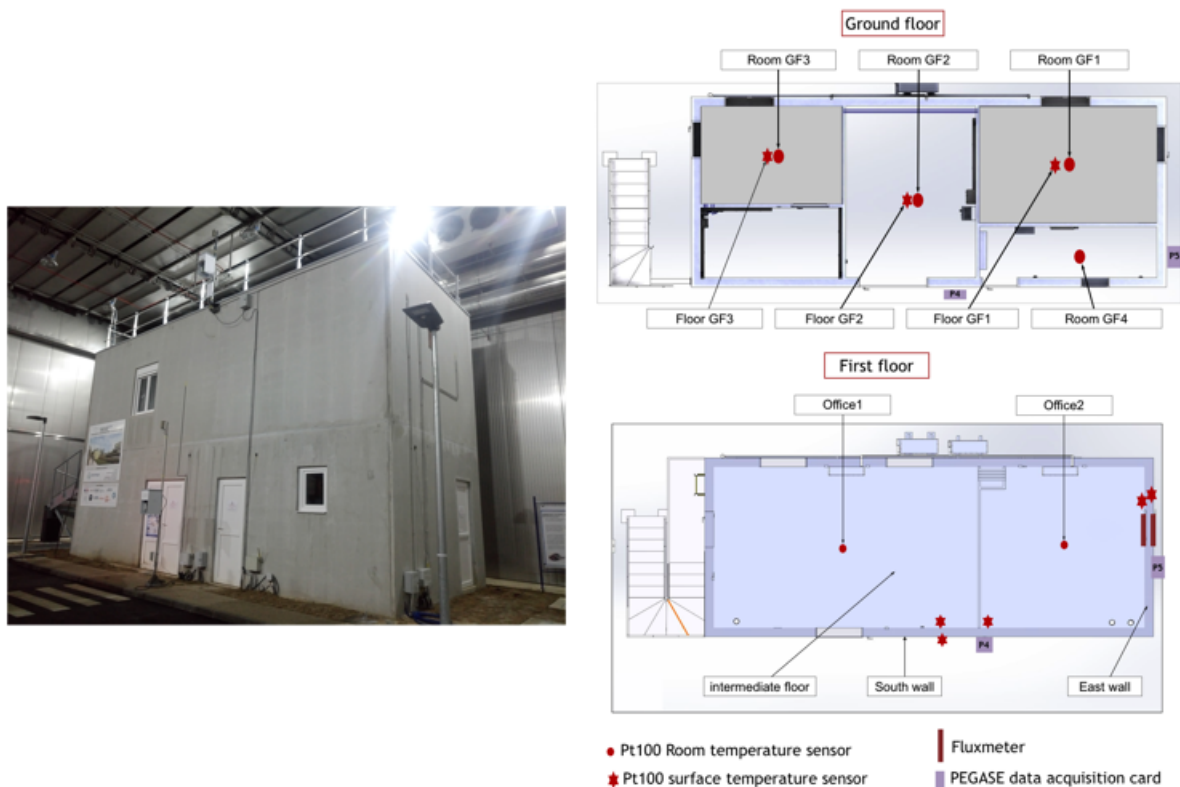 Ground floor
Room GF3
Room GF2
Room GF1
P5
P4
Floor GF3
Floor GF2
Floor GF1
Room GF4
First floor
Office1
Office2
P5
P4
intermediate floor
South wall
East wall
Pt100 Room temperature sensor
Fluxmeter
Pt100 surface temperature sensor
PEGASE data acquisition card